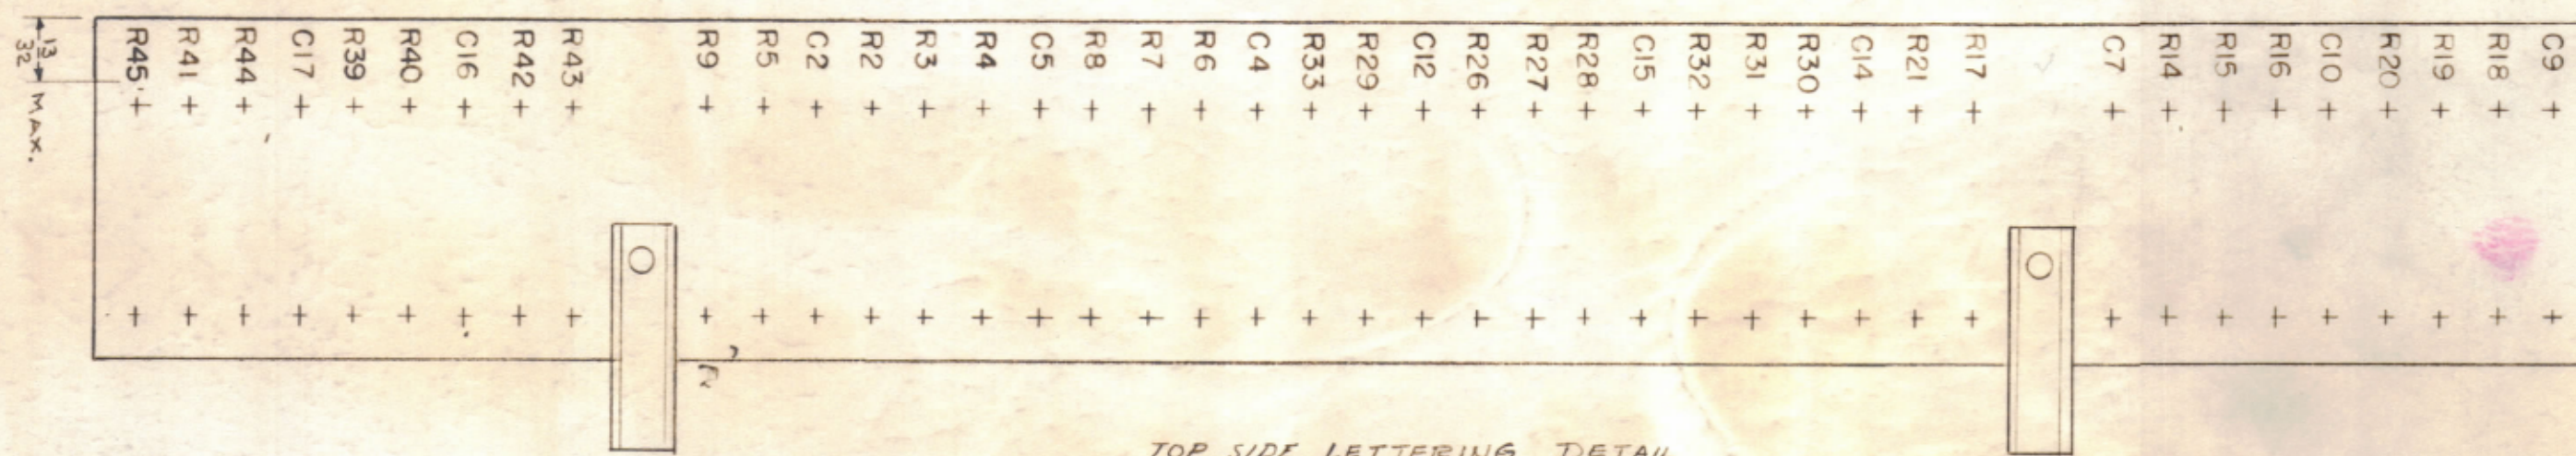 13/32 MAX.
R45 R41 R44 C17 R39 R40 C16 R42 R43 R9 R5 C2 R2 R3 R4 C5 R8 R7 R6 C4 R33 R29 C12 R26 R27 R28 C15 R32 R31 R30 C14 R21 R17 C7 R14 R15 R16 C10 R20 R19 R18 C9
TOP SIDE LETTERING DETAIL